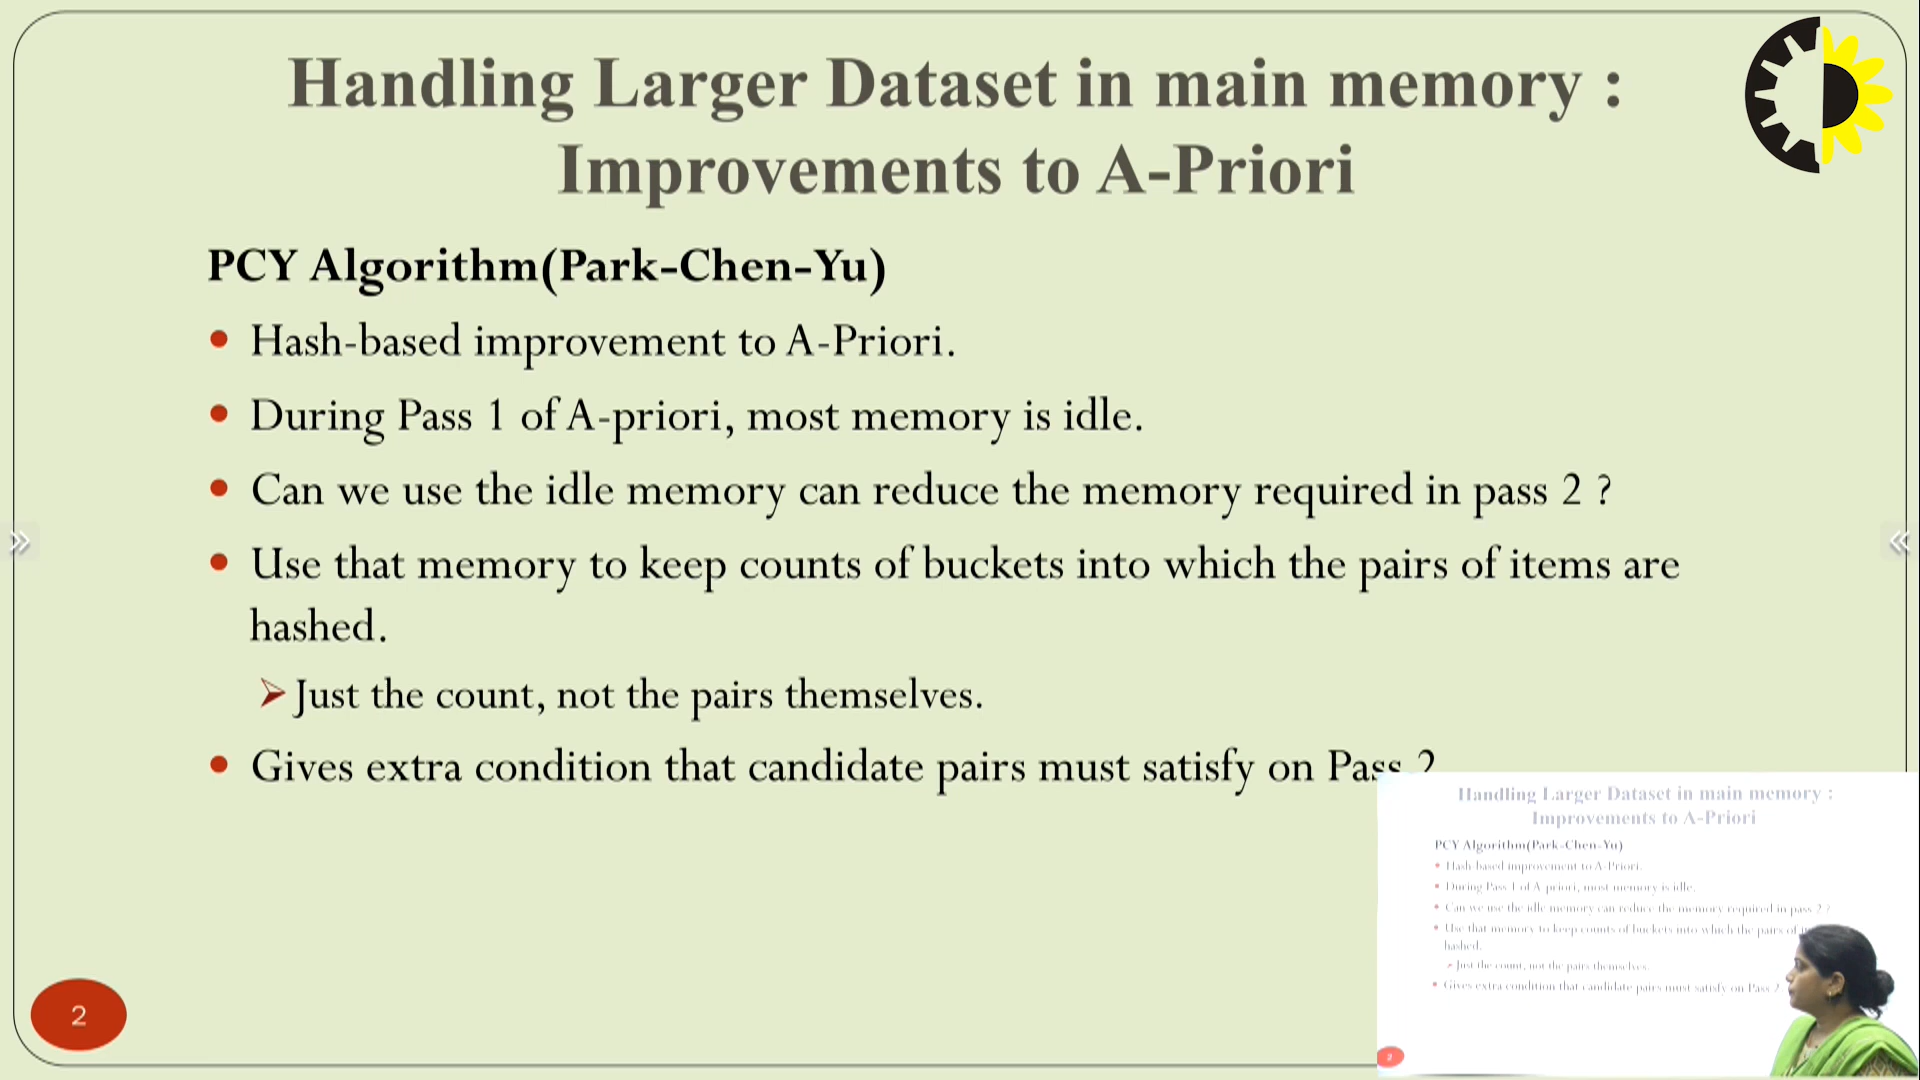 Handling Larger Dataset in main memory :
Improvements to A-Priori
PCY Algorithm(Park-Chen-Yu)
• Hash-based improvement to A-Priori.
• During Pass 1 of A-priori, most memory is idle.
• Can we use the idle memory can reduce the memory required in pass 2 ?
• Use that memory to keep counts of buckets into which the pairs of items are
hashed.
➢ Just the count, not the pairs themselves.
• Gives extra condition that candidate pairs must satisfy on Pass 2
2
Handling Larger Dataset in main memory :
Improvements to A-Priori
PCY Algorithm(Park-Chen-Yu)
• Hash-based improvement to A-Priori.
• During Pass 1 of A-priori, most memory is idle.
• Can we use the idle memory can reduce the memory required in pass 2 ?
• Use that memory to keep counts of buckets into which the pairs of
hashed.
➢ Just the count, not the pairs themselves.
• Gives extra condition that candidate pairs must satisfy on Pass 2
2